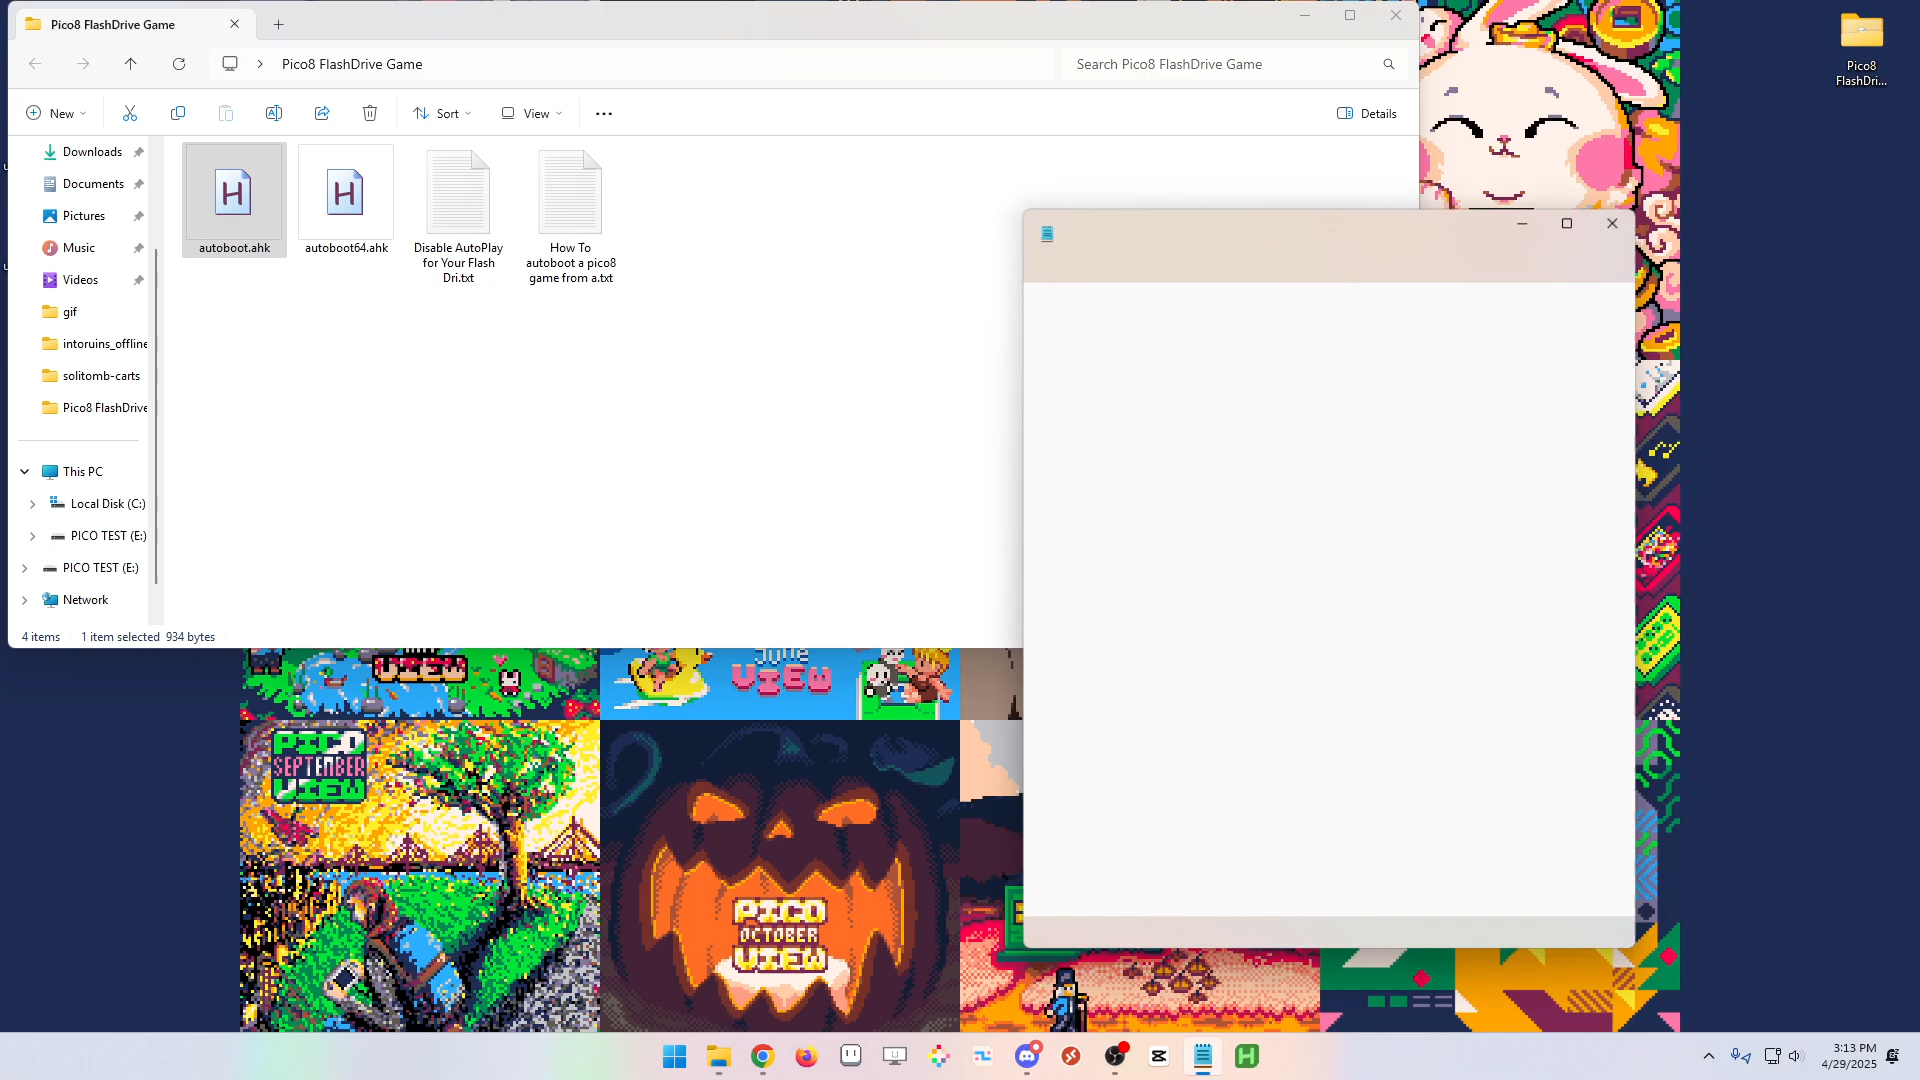 Pico8 FlashDrive Game
Pico8 FlashDrive Game
Search Pico8 FlashDrive Game
New
Sort
View
Details
Downloads
Documents
Pictures
Music
Videos
gif
intoruins_offline
solitomb-carts
Pico8 FlashDrive
This PC
Local Disk (C:)
PICO TEST (E:)
PICO TEST (E:)
Network
autoboot.ahk
autoboot64.ahk
Disable AutoPlay
for Your Flash
Dri.txt
How To
autoboot a pico8
game from a.txt
4 items
1 item selected 934 bytes
Pico8
FlashDri...
VIEW
June
VIEW
PICO
SEPTEMBER
VIEW
PICO
OCTOBER
VIEW
3:13 PM
4/29/2025